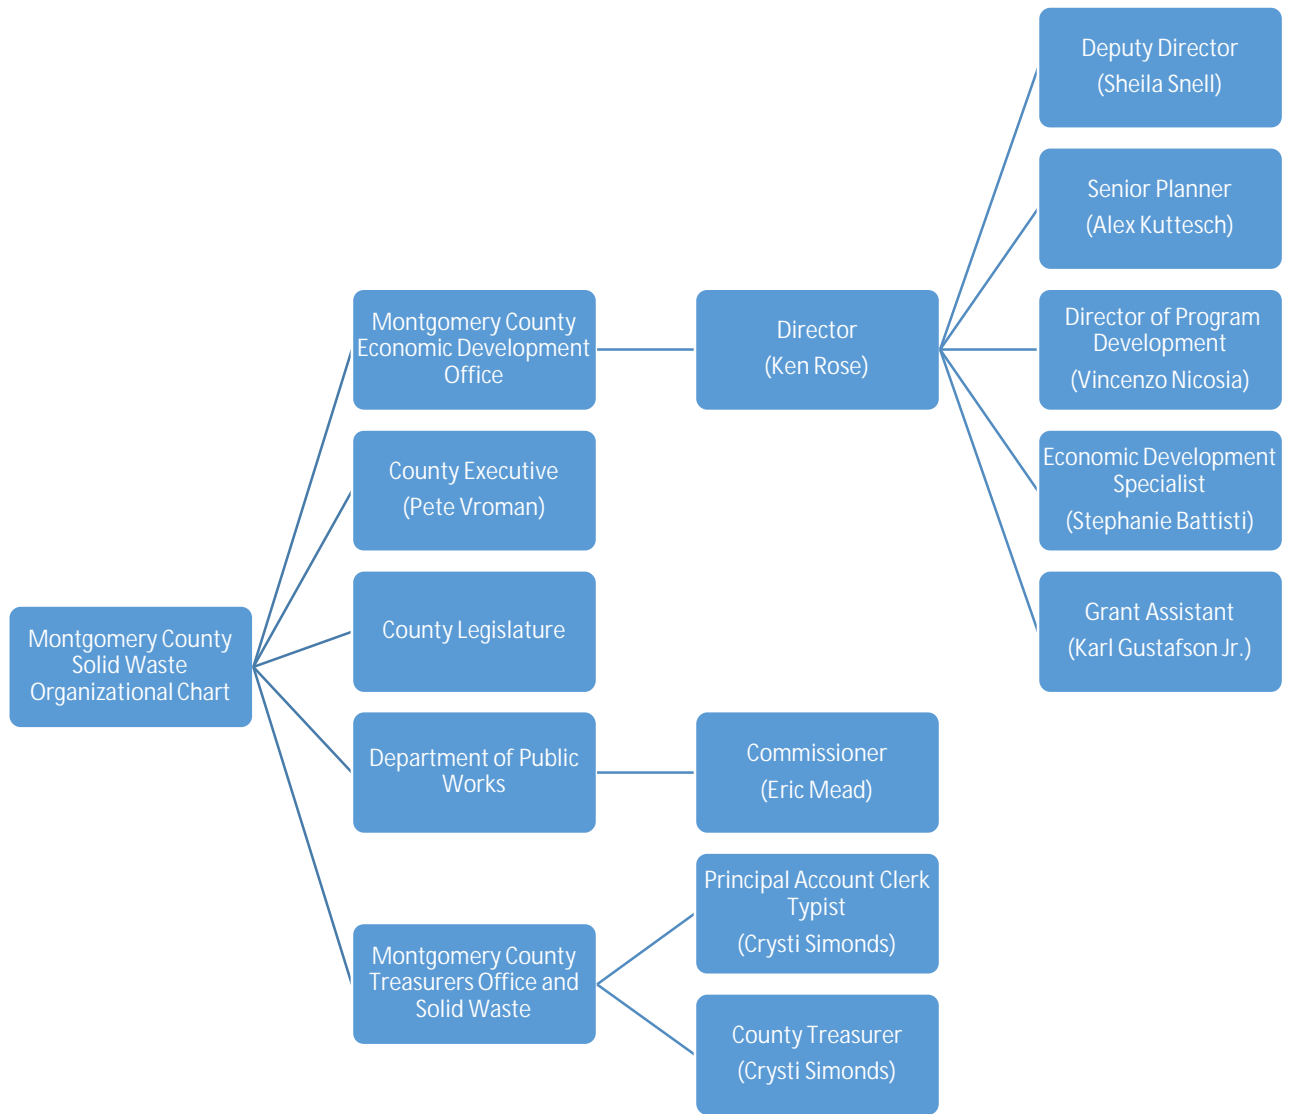 Montgomery County
Solid Waste
Organizational Chart
Montgomery County
Economic Development
Office
Director
(Ken Rose)
Deputy Director
(Sheila Snell)
Senior Planner
(Alex Kuttesch)
Director of Program
Development
(Vincenzo Nicosia)
Economic Development
Specialist
(Stephanie Battisti)
Grant Assistant
(Karl Gustafson Jr.)
County Executive
(Pete Vroman)
County Legislature
Department of Public
Works
Commissioner
(Eric Mead)
Montgomery County
Treasurers Office and
Solid Waste
Principal Account Clerk
Typist
(Crysti Simonds)
County Treasurer
(Crysti Simonds)